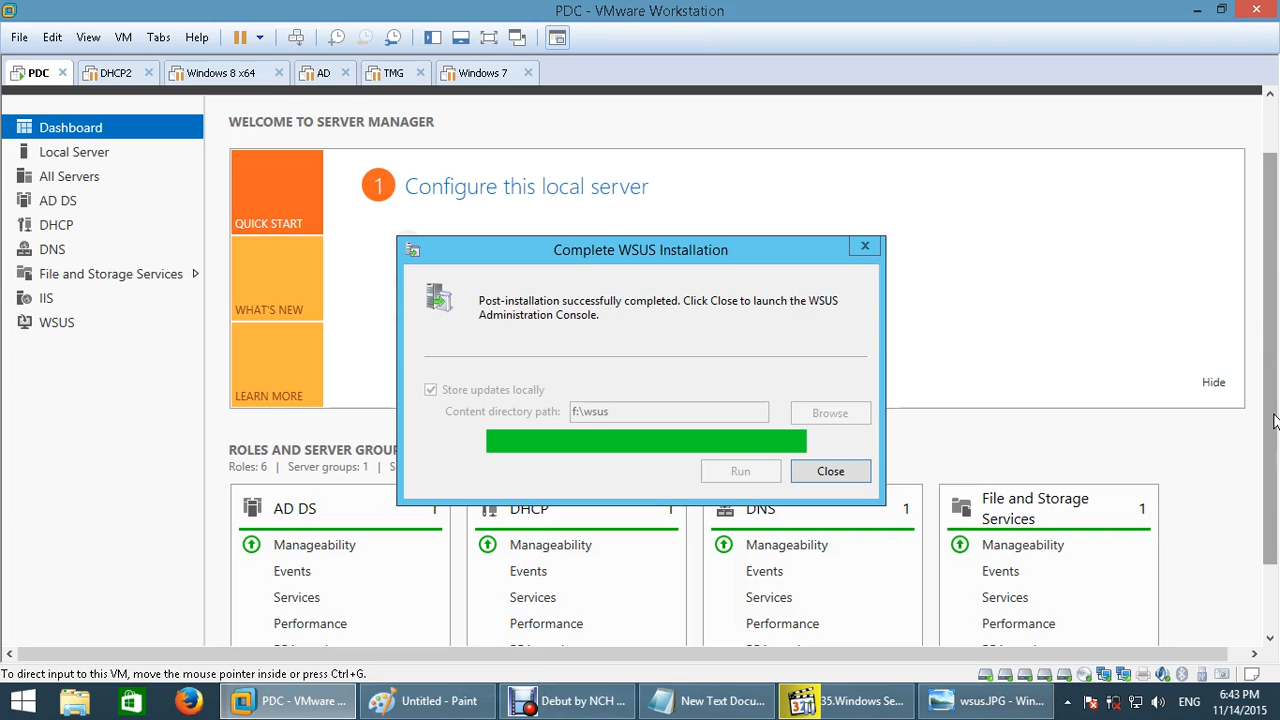 PDC - VMware Workstation
File Edit View VM Tabs Help
PDC DHCP2 Windows 8 x64 AD TMG Windows 7
Dashboard
Local Server
All Servers
AD DS
DHCP
DNS
File and Storage Services
IIS
WSUS
WELCOME TO SERVER MANAGER
QUICK START
WHAT'S NEW
LEARN MORE
1 Configure this local server
Hide
Complete WSUS Installation
Post-installation successfully completed. Click Close to launch the WSUS
Administration Console.
Store updates locally
Content directory path: f:\wsus Browse
Run Close
ROLES AND SERVER GROU
Roles: 6 | Server groups: 1 | S
AD DS 1
Manageability
Events
Services
Performance
DHCP 1
Manageability
Events
Services
Performance
DNS 1
Manageability
Events
Services
Performance
File and Storage
Services 1
Manageability
Events
Services
Performance
To direct input to this VM, move the mouse pointer inside or press Ctrl+G.
PDC - VMware ... Untitled - Paint Debut by NCH ... New Text Docu... 35.Windows Se... wsus.JPG - Win...
ENG
6:43 PM
11/14/2015